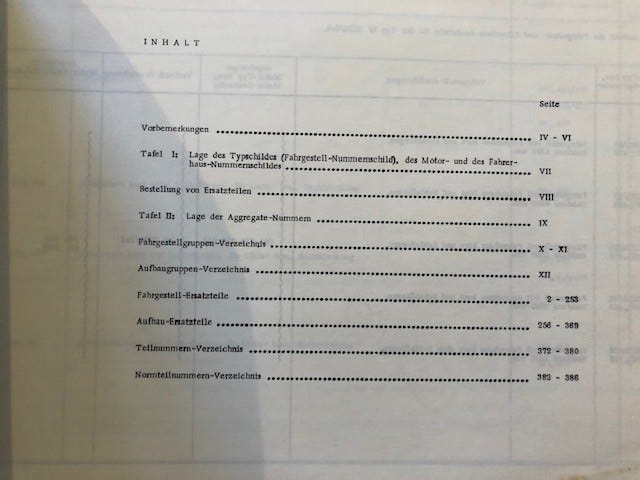 INHALT
Seite
Vorbemerkungen ........................................ IV - VI
Tafel I: Lage des Typschildes (Fahrgestell-Nummernschild), des Motor- und des Fahrer-
haus-Nummernschildes ........................................ VII
Bestellung von Ersatzteilen ........................................ VIII
Tafel II: Lage der Aggregate-Nummern ........................................ IX
Fahrgestellgruppen-Verzeichnis ........................................ X - XI
Aufbaugruppen-Verzeichnis ........................................ XII
Fahrgestell-Ersatzteile ........................................ 2 - 253
Aufbau-Ersatzteile ........................................ 256 - 369
Teilnummern-Verzeichnis ........................................ 372 - 380
Normteilnummern-Verzeichnis ........................................ 382 - 386